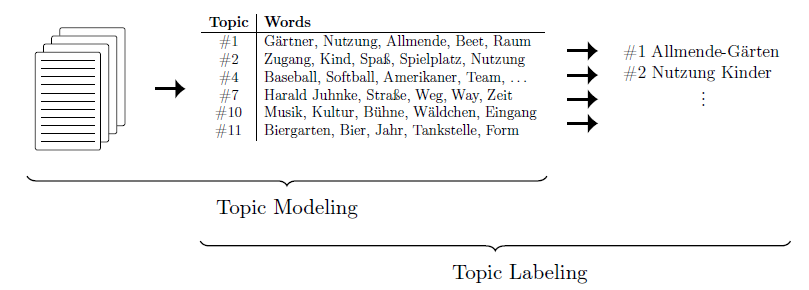 Topic Words
#1 Gärtner, Nutzung, Allmende, Beet, Raum
#2 Zugang, Kind, Spaß, Spielplatz, Nutzung
#4 Baseball, Softball, Amerikaner, Team, . . .
#7 Harald Juhnke, Straße, Weg, Way, Zeit
#10 Musik, Kultur, Bühne, Wäldchen, Eingang
#11 Biergarten, Bier, Jahr, Tankstelle, Form
#1 Allmende-Gärten
#2 Nutzung Kinder
⋮
Topic Modeling
Topic Labeling